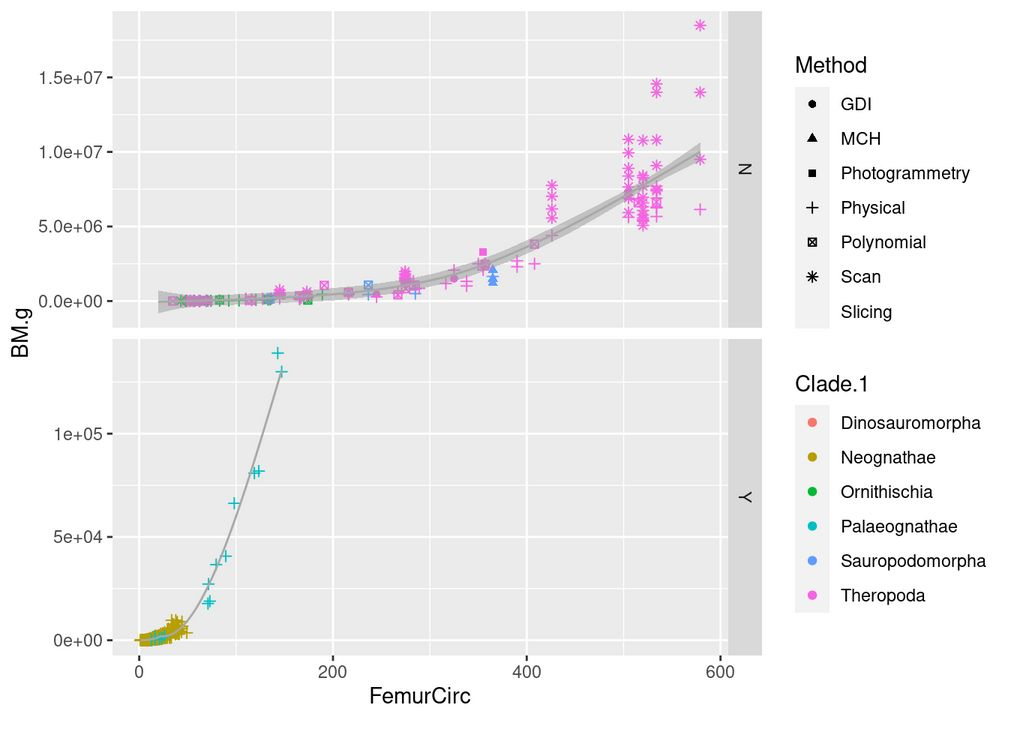 1.5e+07
1.0e+07
5.0e+06
0.0e+00
N
BM.g
1e+05
5e+04
0e+00
Y
0 200 400 600
FemurCirc
Method
GDI
MCH
Photogrammetry
Physical
Polynomial
Scan
Slicing
Clade.1
Dinosauromorpha
Neognathae
Ornithischia
Palaeognathae
Sauropodomorpha
Theropoda